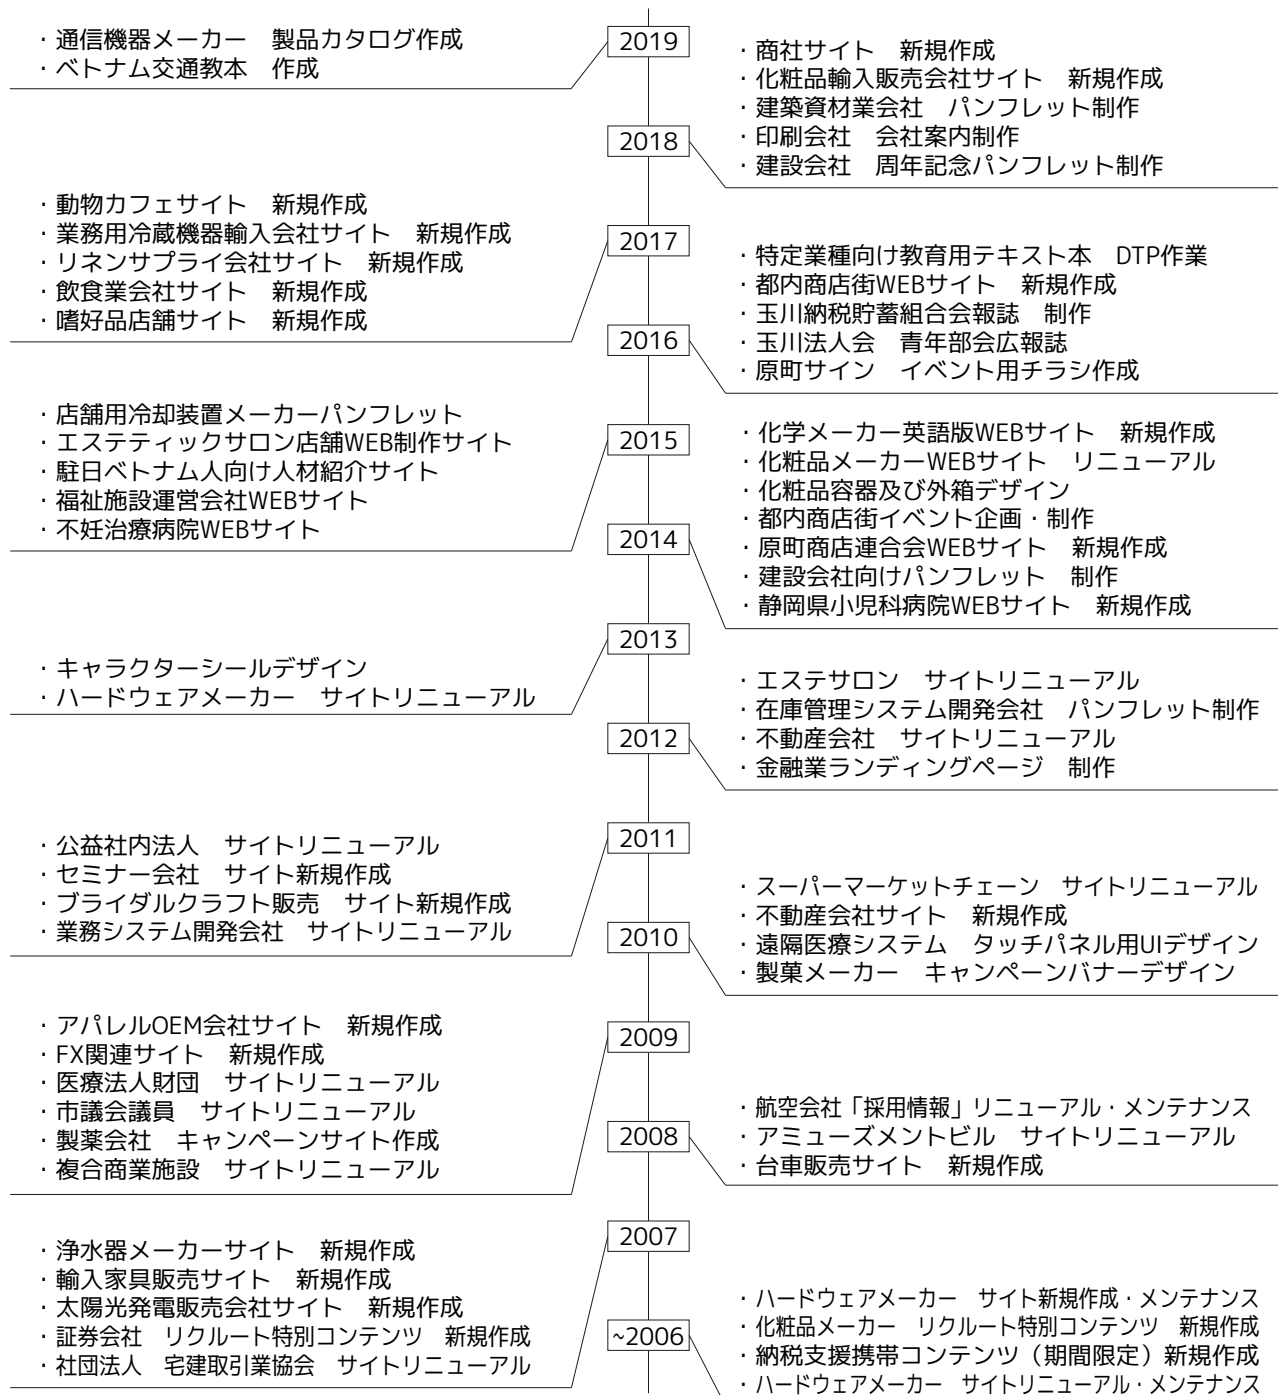 2019
・通信機器メーカー　製品カタログ作成
・ベトナム交通教本　作成
2018
・商社サイト　新規作成
・化粧品輸入販売会社サイト　新規作成
・建築資材業会社　パンフレット制作
・印刷会社　会社案内制作
・建設会社　周年記念パンフレット制作
2017
・動物カフェサイト　新規作成
・業務用冷蔵機器輸入会社サイト　新規作成
・リネンサプライ会社サイト　新規作成
・飲食業会社サイト　新規作成
・嗜好品店舗サイト　新規作成
2016
・特定業種向け教育用テキスト本　DTP作業
・都内商店街WEBサイト　新規作成
・玉川納税貯蓄組合会報誌　制作
・玉川法人会　青年部会広報誌
・原町サイン　イベント用チラシ作成
2015
・店舗用冷却装置メーカーパンフレット
・エステティックサロン店舗WEB制作サイト
・駐日ベトナム人向け人材紹介サイト
・福祉施設運営会社WEBサイト
・不妊治療病院WEBサイト
2014
・化学メーカー英語版WEBサイト　新規作成
・化粧品メーカーWEBサイト　リニューアル
・化粧品容器及び外箱デザイン
・都内商店街イベント企画・制作
・原町商店連合会WEBサイト　新規作成
・建設会社向けパンフレット　制作
・静岡県小児科病院WEBサイト　新規作成
2013
・キャラクターシールデザイン
・ハードウェアメーカー　サイトリニューアル
2012
・エステサロン　サイトリニューアル
・在庫管理システム開発会社　パンフレット制作
・不動産会社　サイトリニューアル
・金融業ランディングページ　制作
2011
・公益社内法人　サイトリニューアル
・セミナー会社　サイト新規作成
・ブライダルクラフト販売　サイト新規作成
・業務システム開発会社　サイトリニューアル
2010
・スーパーマーケットチェーン　サイトリニューアル
・不動産会社サイト　新規作成
・遠隔医療システム　タッチパネル用UIデザイン
・製菓メーカー　キャンペーンバナーデザイン
2009
・アパレルOEM会社サイト　新規作成
・FX関連サイト　新規作成
・医療法人財団　サイトリニューアル
・市議会議員　サイトリニューアル
・製薬会社　キャンペーンサイト作成
・複合商業施設　サイトリニューアル
2008
・航空会社「採用情報」リニューアル・メンテナンス
・アミューズメントビル　サイトリニューアル
・台車販売サイト　新規作成
2007
・浄水器メーカーサイト　新規作成
・輸入家具販売サイト　新規作成
・太陽光発電販売会社サイト　新規作成
・証券会社　リクルート特別コンテンツ　新規作成
・社団法人　宅建取引業協会　サイトリニューアル
~2006
・ハードウェアメーカー　サイト新規作成・メンテナンス
・化粧品メーカー　リクルート特別コンテンツ　新規作成
・納税支援携帯コンテンツ（期間限定）新規作成
・ハードウェアメーカー　サイトリニューアル・メンテナンス